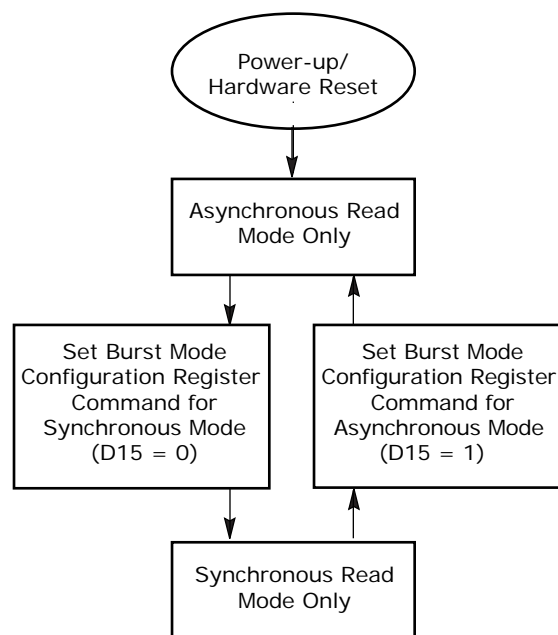 Power-up/
Hardware Reset
Asynchronous Read
Mode Only
Set Burst Mode
Configuration Register
Command for
Synchronous Mode
(D15 = 0)
Set Burst Mode
Configuration Register
Command for
Asynchronous Mode
(D15 = 1)
Synchronous Read
Mode Only